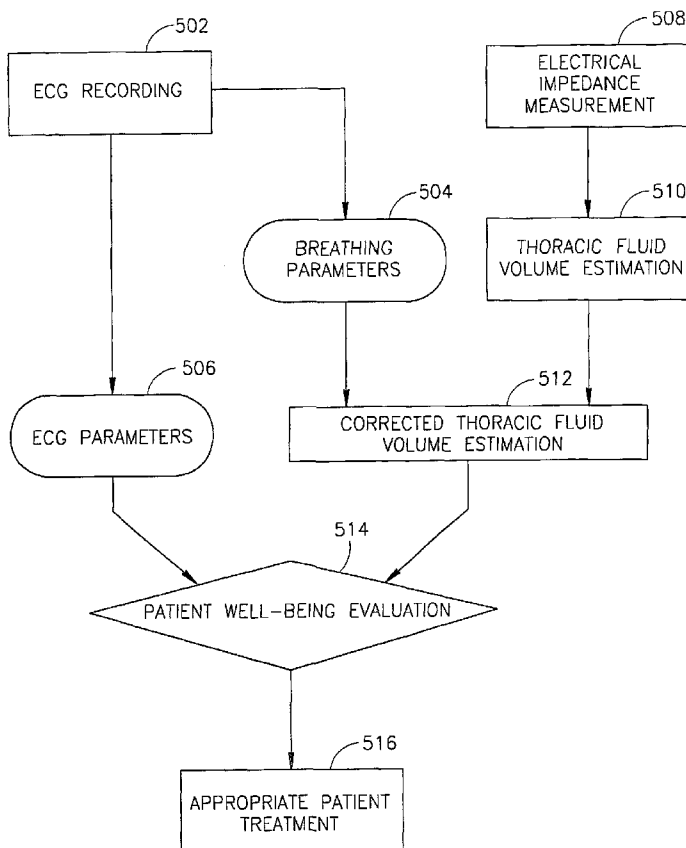 502
ECG RECORDING
508
ELECTRICAL
IMPEDANCE
MEASUREMENT
504
BREATHING
PARAMETERS
510
THORACIC FLUID
VOLUME ESTIMATION
506
ECG PARAMETERS
512
CORRECTED THORACIC FLUID
VOLUME ESTIMATION
514
PATIENT WELL-BEING EVALUATION
516
APPROPRIATE PATIENT
TREATMENT